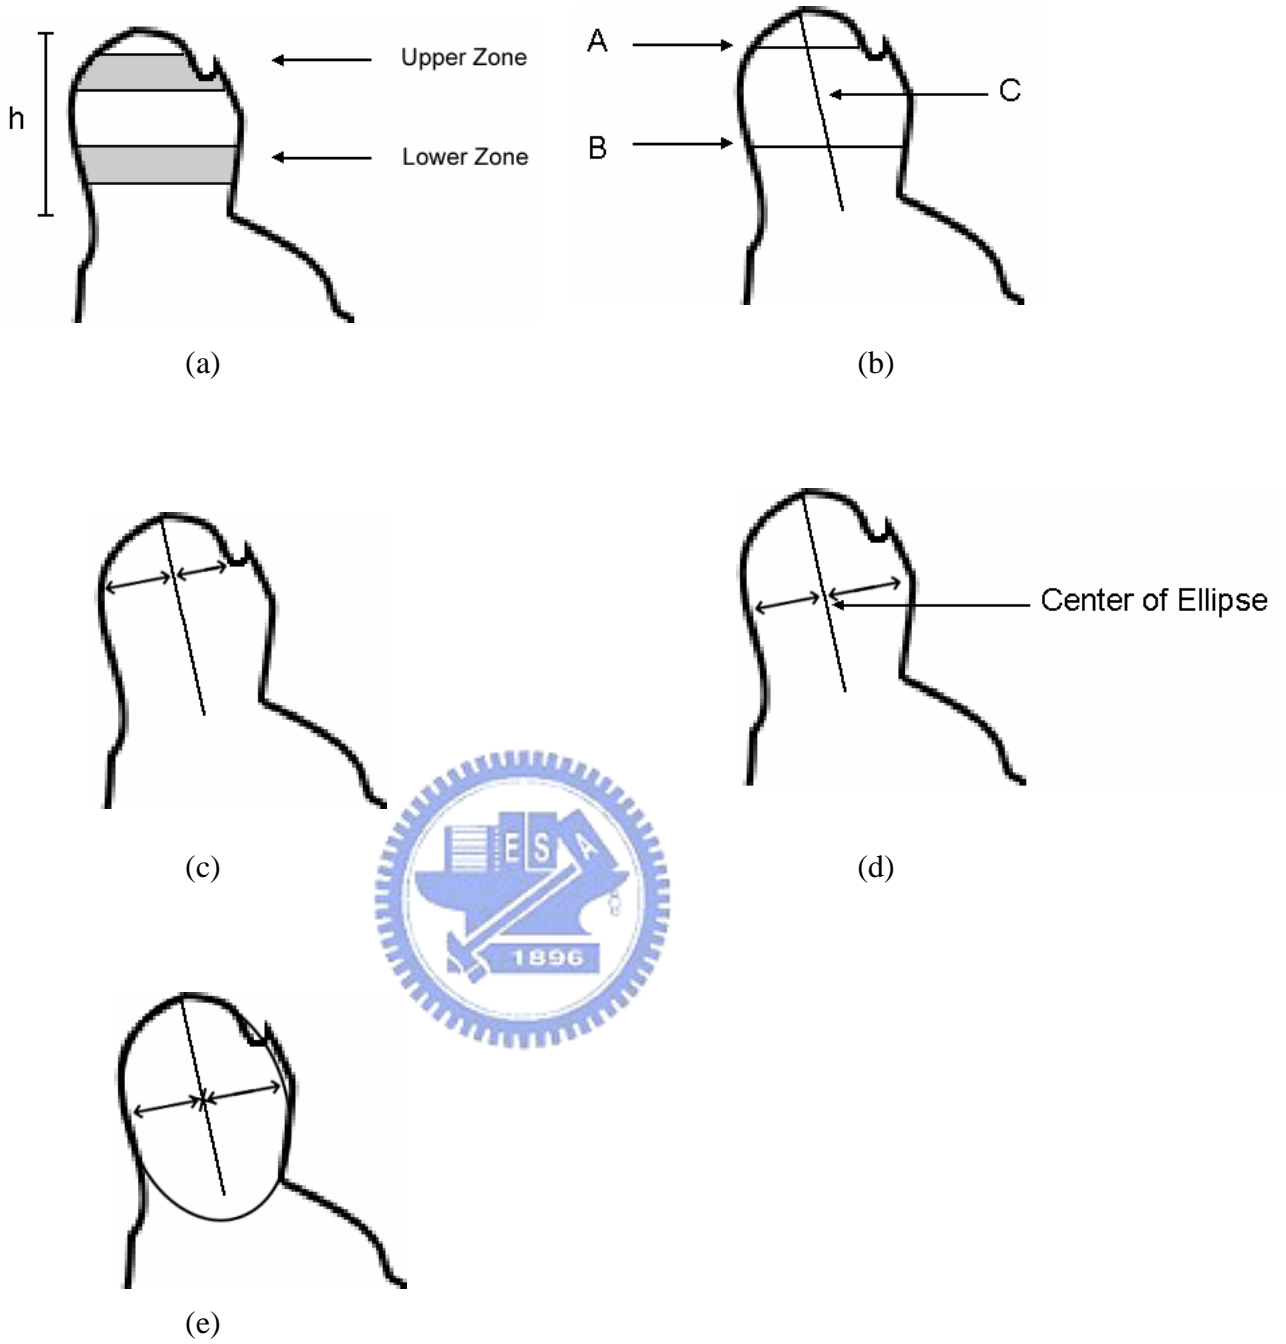 h
Upper Zone
Lower Zone
(a)
A
B
C
(b)
(c)
Center of Ellipse
(d)
E S A
1896
(e)